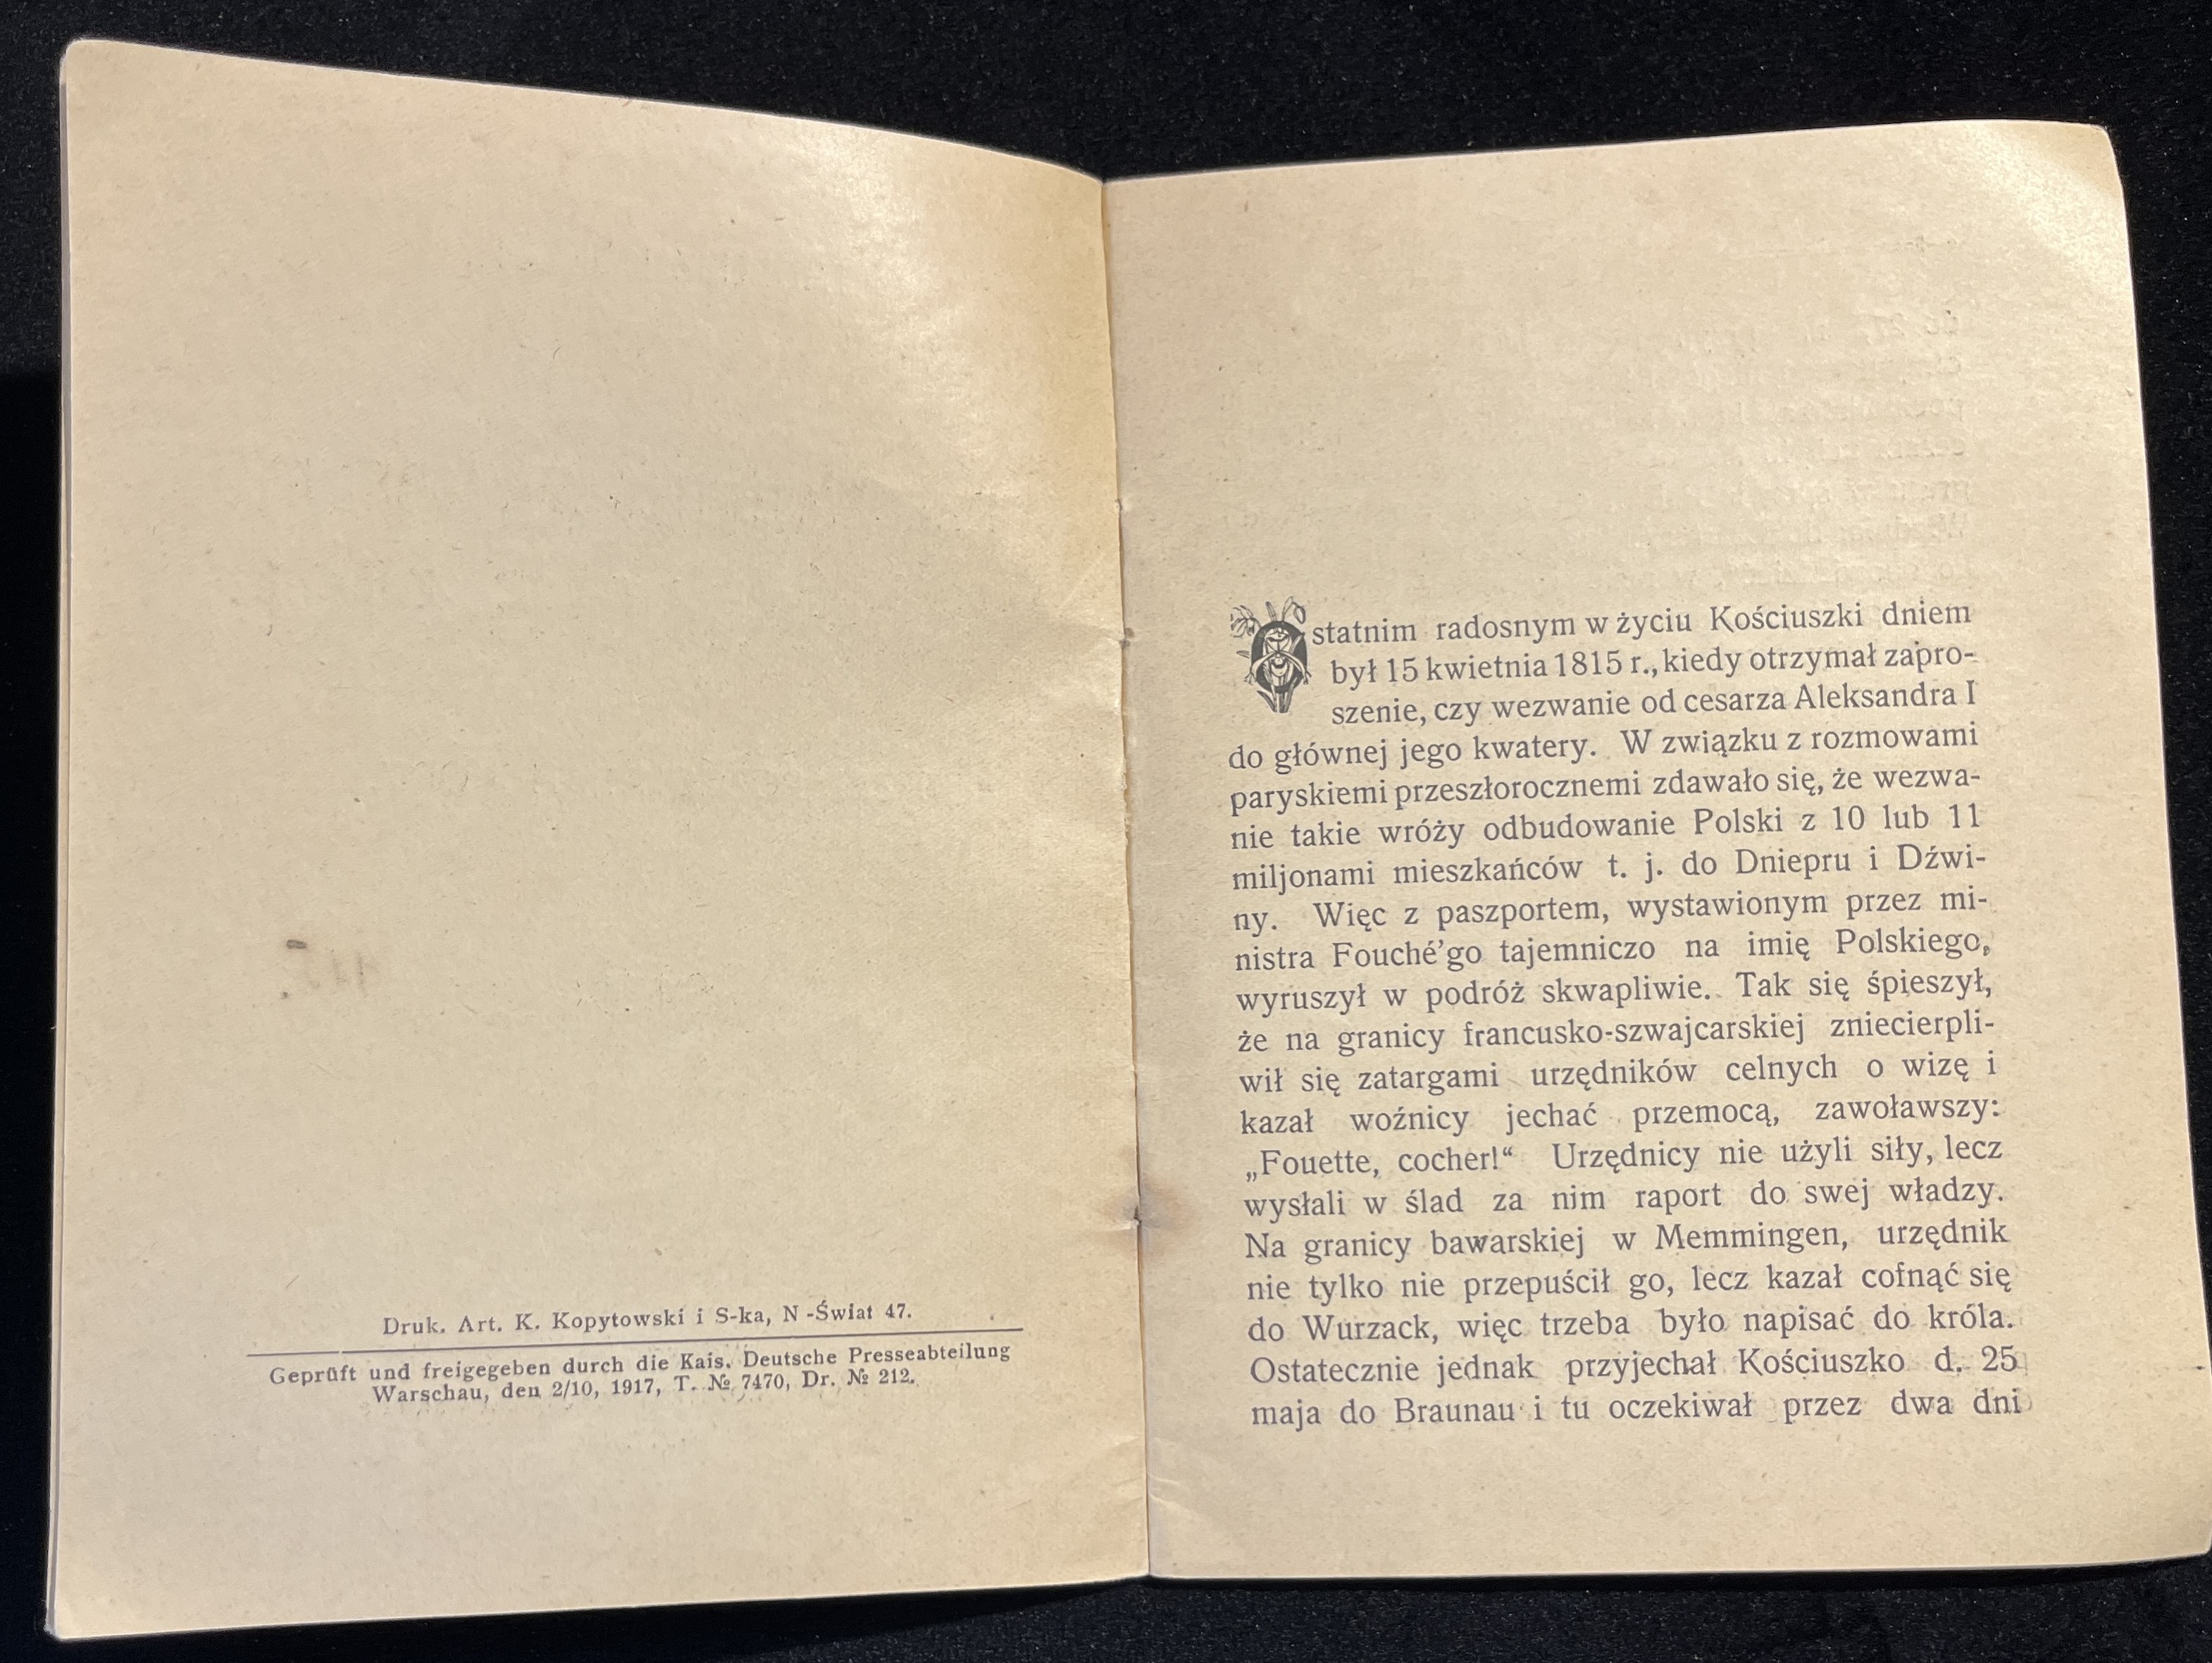 Druk. Art. K. Kopytowski i S-ka, N -Świat 47.
Geprüft und freigegeben durch die Kais. Deutsche Presseabteilung
Warschau, den 2/10, 1917, T. № 7470, Dr. № 212.
Ostatnim radosnym w życiu Kościuszki dniem
był 15 kwietnia 1815 r., kiedy otrzymał zapro-
szenie, czy wezwanie od cesarza Aleksandra I
do głównej jego kwatery. W związku z rozmowami
paryskiemi przeszłorocznemi zdawało się, że wezwa-
nie takie wróży odbudowanie Polski z 10 lub 11
miljonami mieszkańców t. j. do Dniepru i Dźwi-
ny. Więc z paszportem, wystawionym przez mi-
nistra Fouché’go tajemniczo na imię Polskiego,
wyruszył w podróż skwapliwie. Tak się śpieszył,
że na granicy francusko-szwajcarskiej zniecierpli-
wił się zatargami urzędników celnych o wizę i
kazał woźnicy jechać przemocą, zawoławszy:
„Fouette, cocher!“ Urzędnicy nie użyli siły, lecz
wysłali w ślad za nim raport do swej władzy.
Na granicy bawarskiej w Memmingen, urzędnik
nie tylko nie przepuścił go, lecz kazał cofnąć się
do Wurzack, więc trzeba było napisać do króla.
Ostatecznie jednak przyjechał Kościuszko d. 25
maja do Braunau i tu oczekiwał przez dwa dni